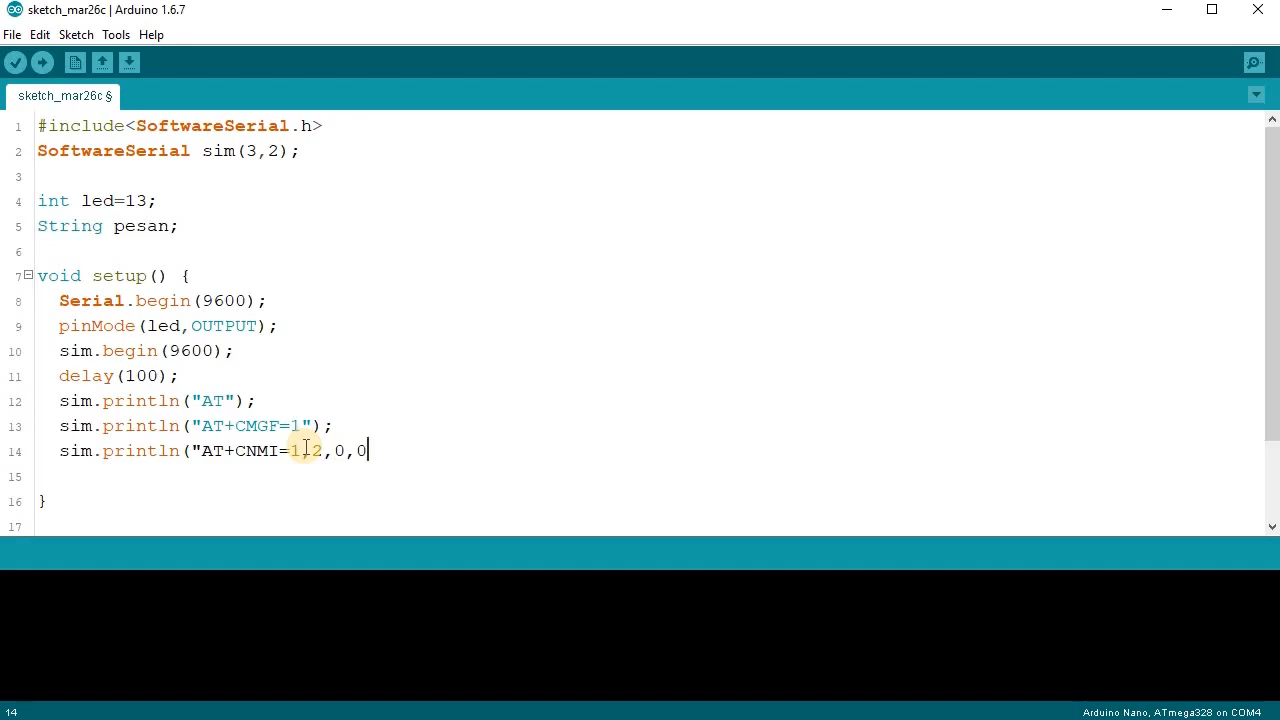 sketch_mar26c | Arduino 1.6.7
File Edit Sketch Tools Help
sketch_mar26c §
1 #include<SoftwareSerial.h>
2 SoftwareSerial sim(3,2);
3
4 int led=13;
5 String pesan;
6
7 void setup() {
8 Serial.begin(9600);
9 pinMode(led,OUTPUT);
10 sim.begin(9600);
11 delay(100);
12 sim.println("AT");
13 sim.println("AT+CMGF=1");
14 sim.println("AT+CNMI=1,2,0,0
15
16 }
17
14 Arduino Nano, ATmega328 on COM4